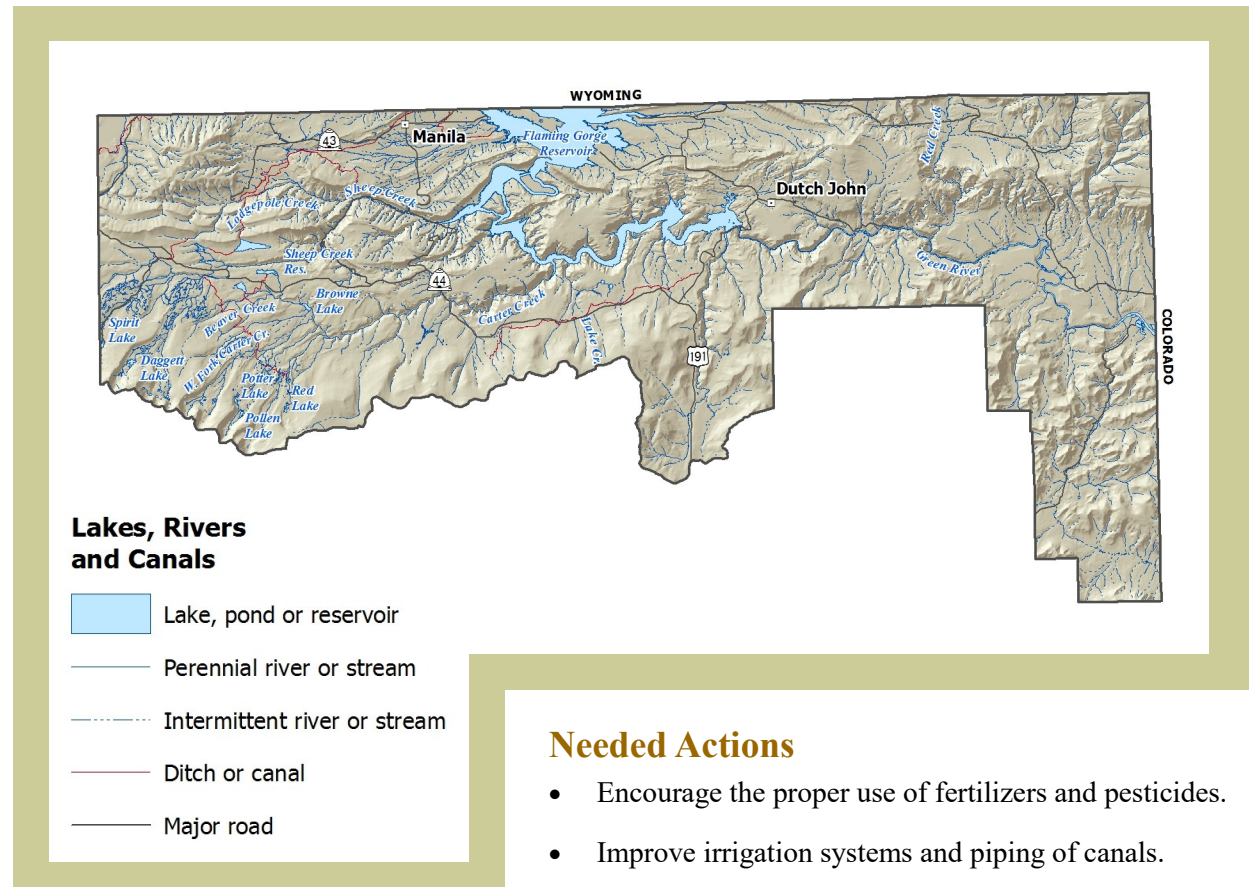 WYOMING
43
Manila
Flaming Gorge
Reservoir
Red Creek
Dutch John
Sheep Creek
Lodgepole Creek
Sheep Creek
Res.
44
Green River
Browne
Lake
Carter Creek
Beaver Creek
Spirit
Lake
Lake Cr.
COLORADO
W. Fork Carter Cr.
Daggett
Lake
191
Potter
Lake
Red
Lake
Pollen
Lake
Lakes, Rivers
and Canals
Lake, pond or reservoir
Perennial river or stream
Intermittent river or stream
Ditch or canal
Major road
Needed Actions
• Encourage the proper use of fertilizers and pesticides.
• Improve irrigation systems and piping of canals.